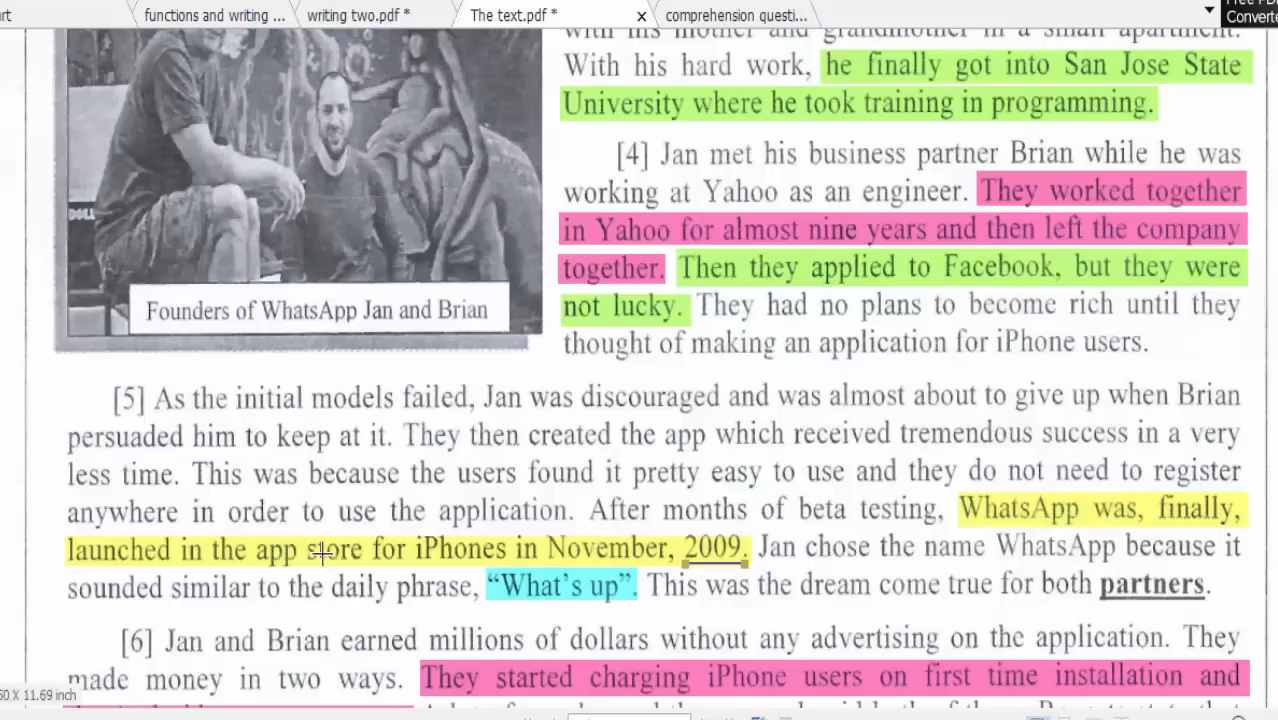 rt
functions and writing ...
writing two.pdf *
The text.pdf *
x
comprehension questi...
Free PDF
Converte
with his mother and grandmother in a small apartment.
With his hard work, he finally got into San Jose State
University where he took training in programming.
[4] Jan met his business partner Brian while he was
working at Yahoo as an engineer. They worked together
in Yahoo for almost nine years and then left the company
together. Then they applied to Facebook, but they were
not lucky. They had no plans to become rich until they
thought of making an application for iPhone users.
DOLL
Founders of WhatsApp Jan and Brian
[5] As the initial models failed, Jan was discouraged and was almost about to give up when Brian
persuaded him to keep at it. They then created the app which received tremendous success in a very
less time. This was because the users found it pretty easy to use and they do not need to register
anywhere in order to use the application. After months of beta testing, WhatsApp was, finally,
launched in the app store for iPhones in November, 2009. Jan chose the name WhatsApp because it
sounded similar to the daily phrase, “What’s up”. This was the dream come true for both partners.
[6] Jan and Brian earned millions of dollars without any advertising on the application. They
made money in two ways. They started charging iPhone users on first time installation and
50 X 11.69 inch